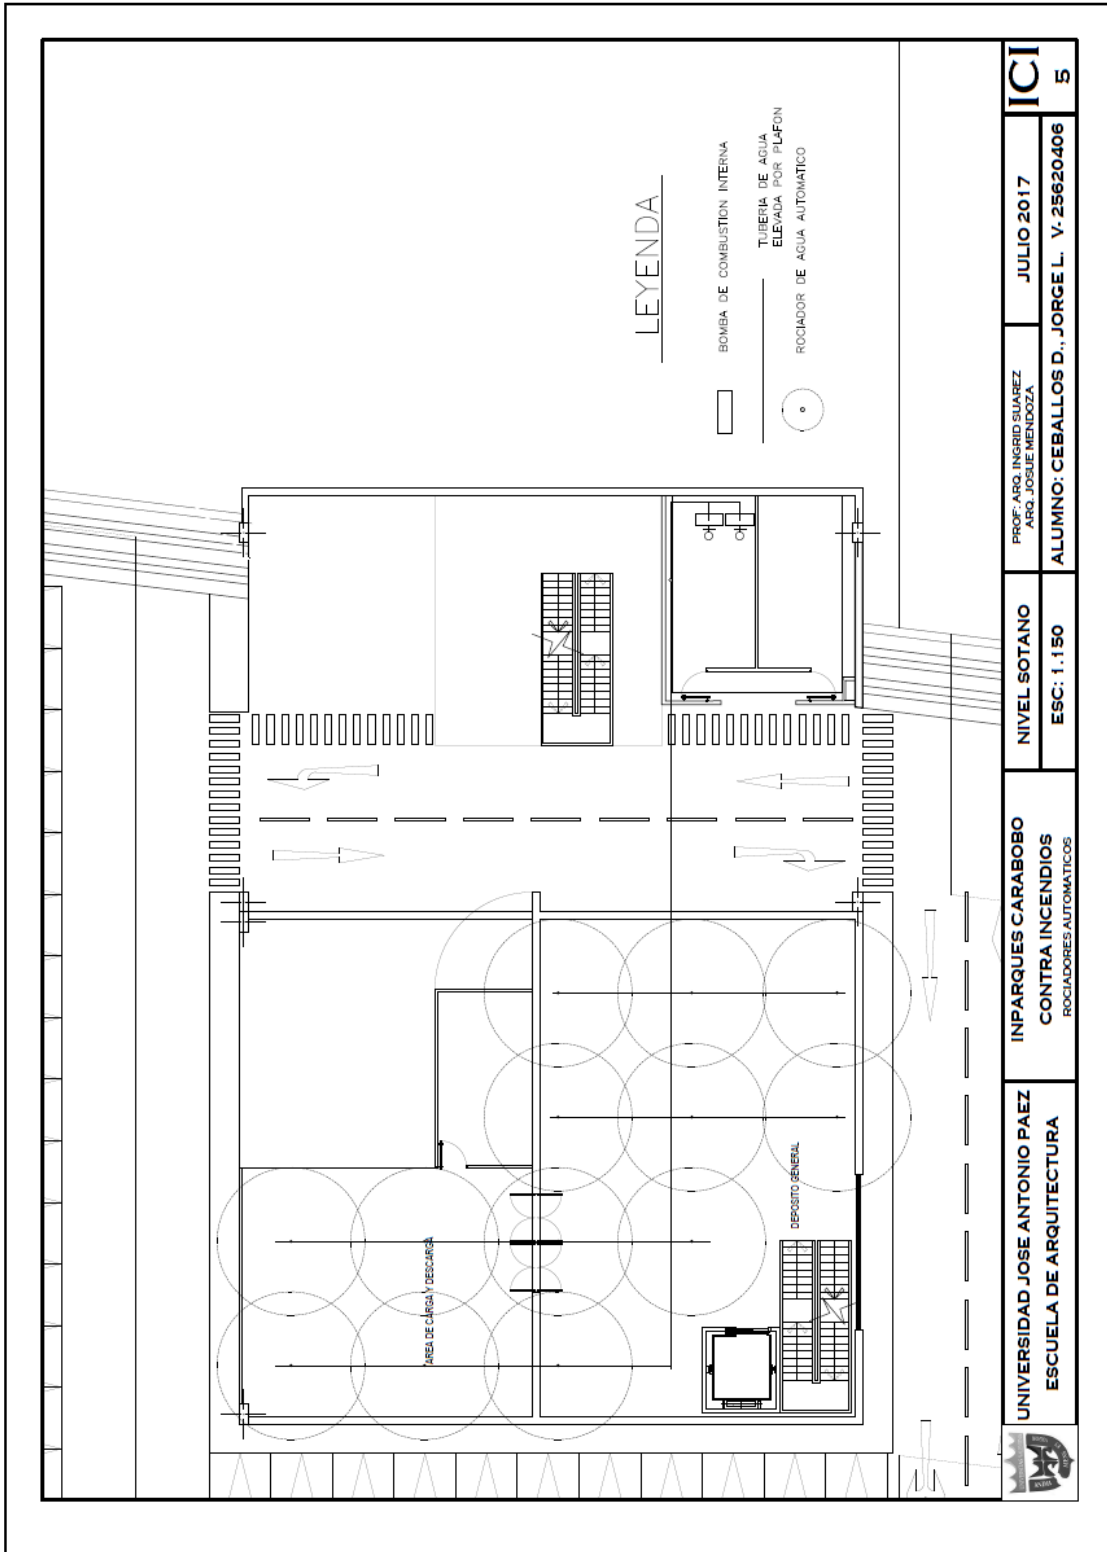 LEYENDA
BOMBA DE COMBUSTION INTERNA
TUBERIA DE AGUA
ELEVADA POR PLAFON
ROCIADOR DE AGUA AUTOMATICO
AREA DE CARGA Y DESCARGA
DEPOSITO GENERAL
UNIVERSIDAD JOSE ANTONIO PAEZ
ESCUELA DE ARQUITECTURA
INPARQUES CARABOBO
CONTRA INCENDIOS
ROCIADORES AUTOMATICOS
NIVEL SOTANO
ESC: 1.150
PROF: ARQ. INGRID SUAREZ
ARQ. JOSUE MENDOZA
JULIO 2017
ALUMNO: CEBALLOS D., JORGE L. V- 25620406
ICI
5